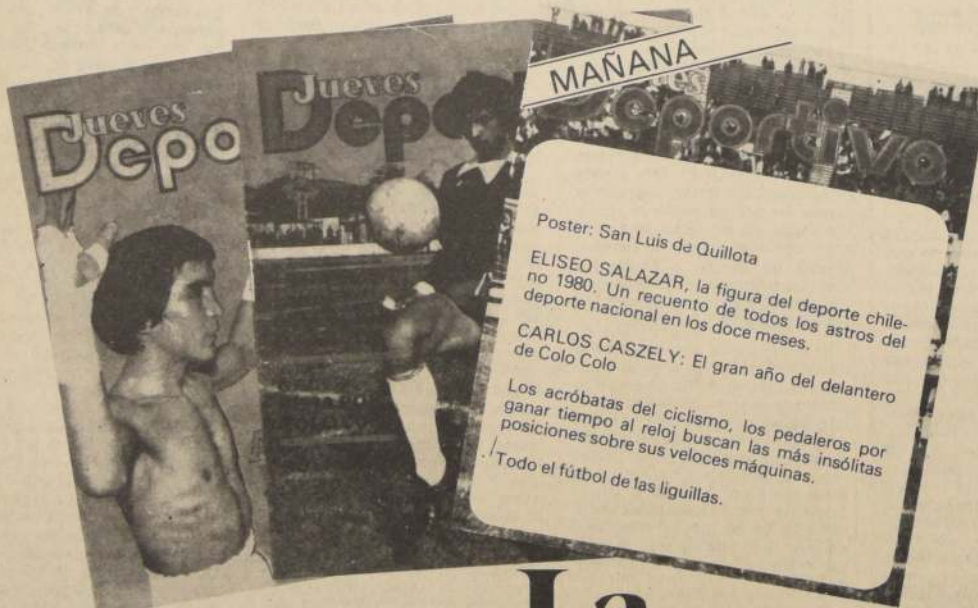 Jueves
Depo
Jueves
Depo
MAÑANA
es
eportivo
Poster: San Luis de Quillota
ELISEO SALAZAR, la figura del deporte chile-
no 1980. Un recuento de todos los astros del
deporte nacional en los doce meses.
CARLOS CASZELY: El gran año del delantero
de Colo Colo
Los acróbatas del ciclismo, los pedaleros por
ganar tiempo al reloj buscan las más insólitas
posiciones sobre sus veloces máquinas.
Todo el fútbol de las liguillas.
La